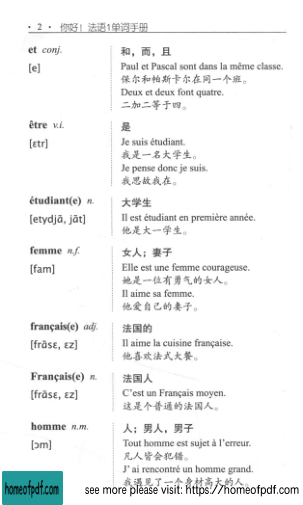 · 2 · 你好！法语1单词手册
et conj. 和，而，且
[e] Paul et Pascal sont dans la même classe.
保尔和帕斯卡尔在同一个班。
Deux et deux font quatre.
二加二等于四。
être v.i. 是
[ɛtr] Je suis étudiant.
我是一名大学生。
Je pense donc je suis.
我思故我在。
étudiant(e) n. 大学生
[etydjɑ̃, jɑ̃t] Il est étudiant en première année.
他是大一学生。
femme n.f. 女人；妻子
[fam] Elle est une femme courageuse.
她是一位有勇气的女人。
Il aime sa femme.
他爱自己的妻子。
français(e) adj. 法国的
[frɑ̃sɛ, ɛz] Il aime la cuisine française.
他喜欢法式大餐。
Français(e) n. 法国人
[frɑ̃sɛ, ɛz] C'est un Français moyen.
这是个普通的法国人。
homme n.m. 人；男人，男子
[ɔm] Tout homme est sujet à l'erreur.
凡人皆会犯错。
J' ai rencontré un homme grand.
我遇见了一个身材高大的人。
homeofpdf.com see more please visit: https://homeofpdf.com